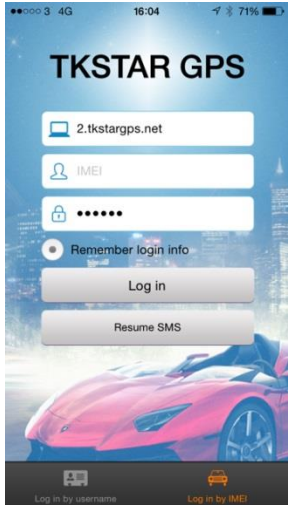 3 4G 16:04 71%
TKSTAR GPS
2.tkstargps.net
IMEI
••••••
Remember login info
Log in
Resume SMS
Log in by username Log in by IMEI